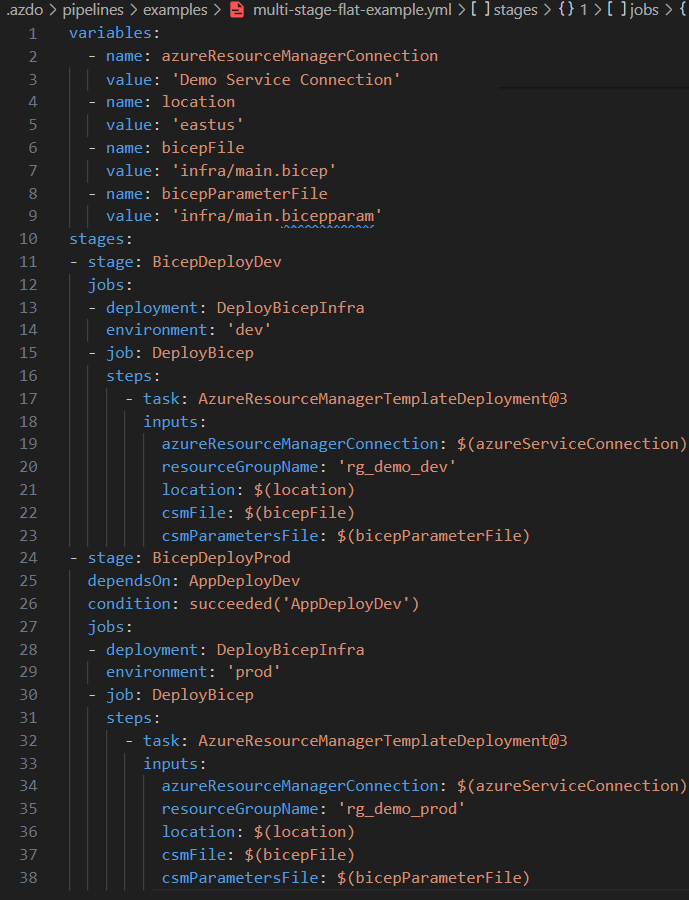 .azdo > pipelines > examples > multi-stage-flat-example.yml > [ ] stages > {} 1 > [ ] jobs > {
1 variables:
2   - name: azureResourceManagerConnection
3     value: 'Demo Service Connection'
4   - name: location
5     value: 'eastus'
6   - name: bicepFile
7     value: 'infra/main.bicep'
8   - name: bicepParameterFile
9     value: 'infra/main.bicepparam'
10 stages:
11 - stage: BicepDeployDev
12   jobs:
13   - deployment: DeployBicepInfra
14     environment: 'dev'
15   - job: DeployBicep
16     steps:
17       - task: AzureResourceManagerTemplateDeployment@3
18         inputs:
19           azureResourceManagerConnection: $(azureServiceConnection)
20           resourceGroupName: 'rg_demo_dev'
21           location: $(location)
22           csmFile: $(bicepFile)
23           csmParametersFile: $(bicepParameterFile)
24 - stage: BicepDeployProd
25   dependsOn: AppDeployDev
26   condition: succeeded('AppDeployDev')
27   jobs:
28   - deployment: DeployBicepInfra
29     environment: 'prod'
30   - job: DeployBicep
31     steps:
32       - task: AzureResourceManagerTemplateDeployment@3
33         inputs:
34           azureResourceManagerConnection: $(azureServiceConnection)
35           resourceGroupName: 'rg_demo_prod'
36           location: $(location)
37           csmFile: $(bicepFile)
38           csmParametersFile: $(bicepParameterFile)